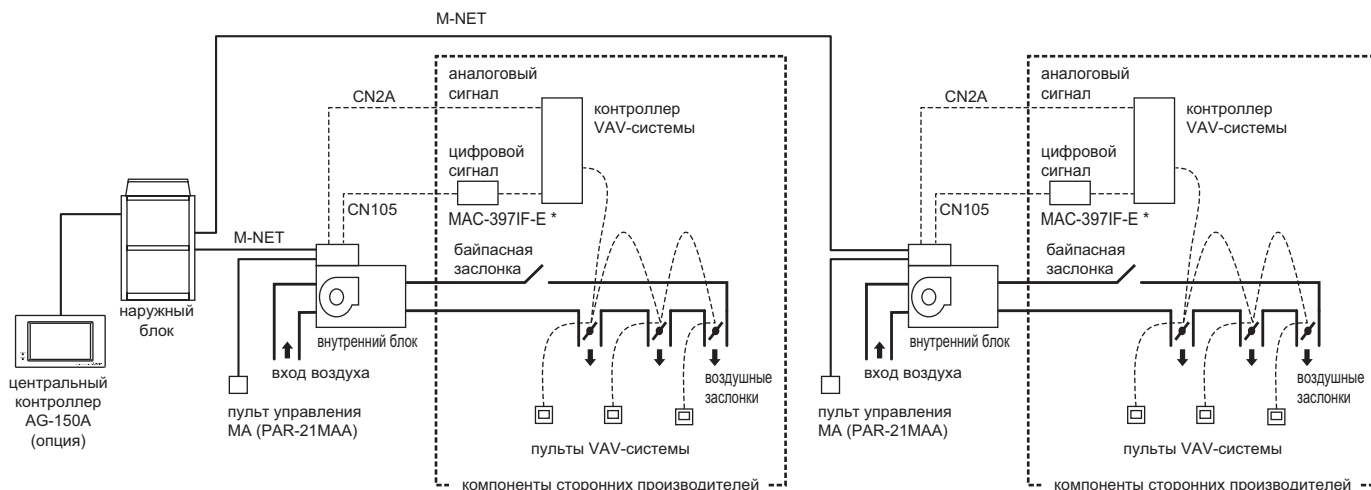 M-NET
аналоговый
сигнал
CN2A
контроллер
VAV-системы
цифровой
сигнал
CN105
MAC-397IF-E *
M-NET
байпасная
заслонка
наружный
блок
внутренний блок
вход воздуха
воздушные
заслонки
центральный
контроллер
AG-150A
(опция)
пульт управления
MA (PAR-21MAA)
пульты VAV-системы
компоненты сторонних производителей
аналоговый
сигнал
CN2A
контроллер
VAV-системы
цифровой
сигнал
CN105
MAC-397IF-E *
байпасная
заслонка
внутренний блок
вход воздуха
воздушные
заслонки
пульт управления
MA (PAR-21MAA)
пульты VAV-системы
компоненты сторонних производителей